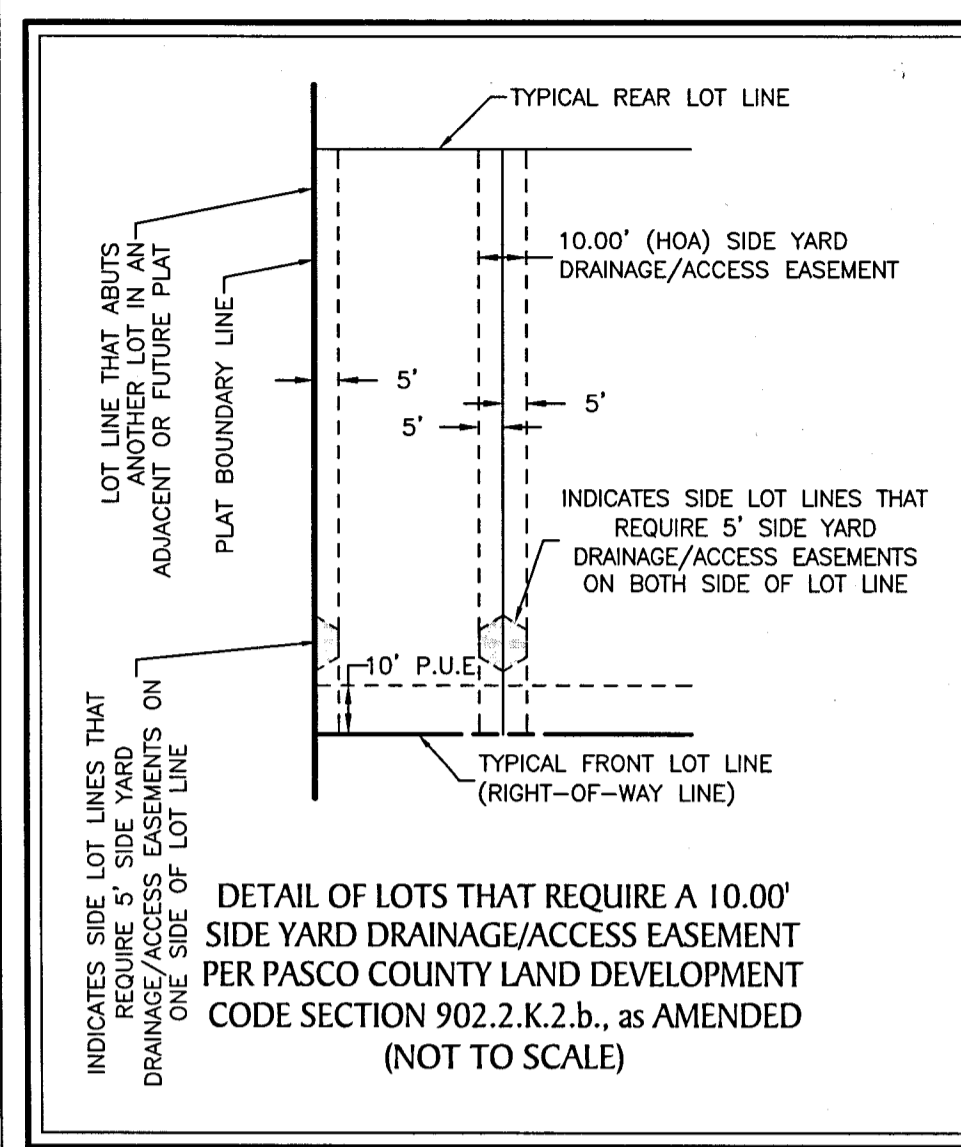 TYPICAL REAR LOT LINE
LOT LINE THAT ABUTS
ANOTHER LOT IN AN
ADJACENT OR FUTURE PLAT
PLAT BOUNDARY LINE
10.00' (HOA) SIDE YARD
DRAINAGE/ACCESS EASEMENT
5'
5'
5'
INDICATES SIDE LOT LINES THAT
REQUIRE 5' SIDE YARD
DRAINAGE/ACCESS EASEMENTS
ON BOTH SIDE OF LOT LINE
10' P.U.E.
INDICATES SIDE LOT LINES THAT
REQUIRE 5' SIDE YARD
DRAINAGE/ACCESS EASEMENTS ON
ONE SIDE OF LOT LINE
TYPICAL FRONT LOT LINE
(RIGHT-OF-WAY LINE)
DETAIL OF LOTS THAT REQUIRE A 10.00'
SIDE YARD DRAINAGE/ACCESS EASEMENT
PER PASCO COUNTY LAND DEVELOPMENT
CODE SECTION 902.2.K.2.b., as AMENDED
(NOT TO SCALE)